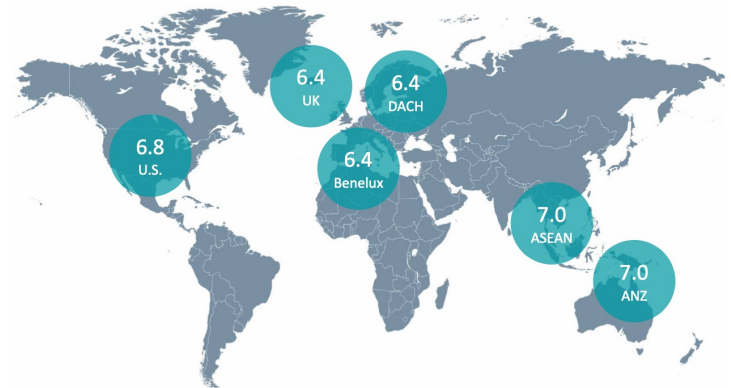 6.4
UK
6.4
DACH
6.8
U.S.
6.4
Benelux
7.0
ASEAN
7.0
ANZ